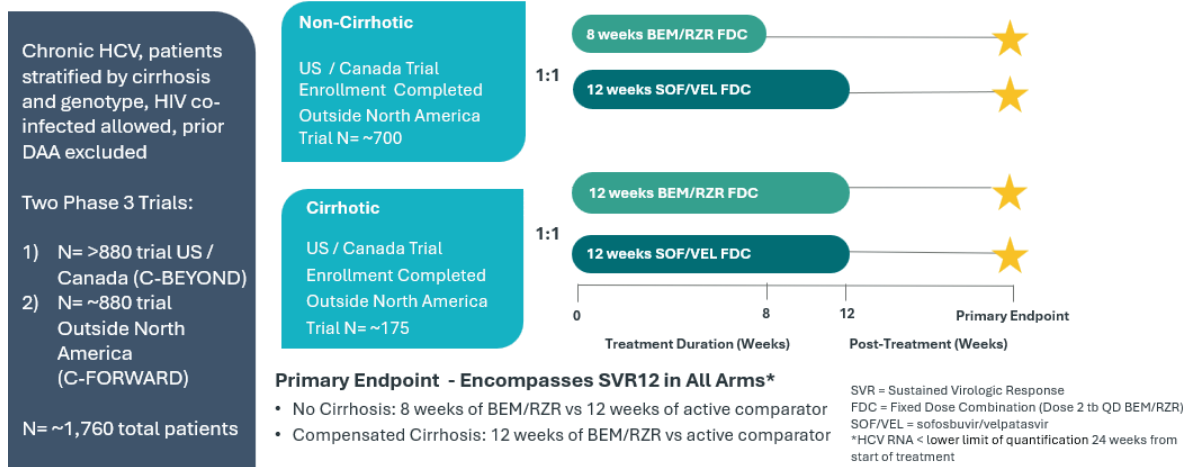 Chronic HCV, patients
stratified by cirrhosis
and genotype, HIV co-
infected allowed, prior
DAA excluded
Two Phase 3 Trials:
1) N= >880 trial US /
Canada (C-BEYOND)
2) N= ~880 trial
Outside North
America
(C-FORWARD)
N= ~1,760 total patients
Non-Cirrhotic
US / Canada Trial
Enrollment Completed
Outside North America
Trial N= ~700
1:1
8 weeks BEM/RZR FDC
12 weeks SOF/VEL FDC
Cirrhotic
US / Canada Trial
Enrollment Completed
Outside North America
Trial N= ~175
1:1
12 weeks BEM/RZR FDC
12 weeks SOF/VEL FDC
0
8
12
Primary Endpoint
Treatment Duration (Weeks)
Post-Treatment (Weeks)
Primary Endpoint - Encompasses SVR12 in All Arms*
• No Cirrhosis: 8 weeks of BEM/RZR vs 12 weeks of active comparator
• Compensated Cirrhosis: 12 weeks of BEM/RZR vs active comparator
SVR = Sustained Virologic Response
FDC = Fixed Dose Combination (Dose 2 tb QD BEM/RZR)
SOF/VEL = sofosbuvir/velpatasvir
*HCV RNA < lower limit of quantification 24 weeks from
start of treatment